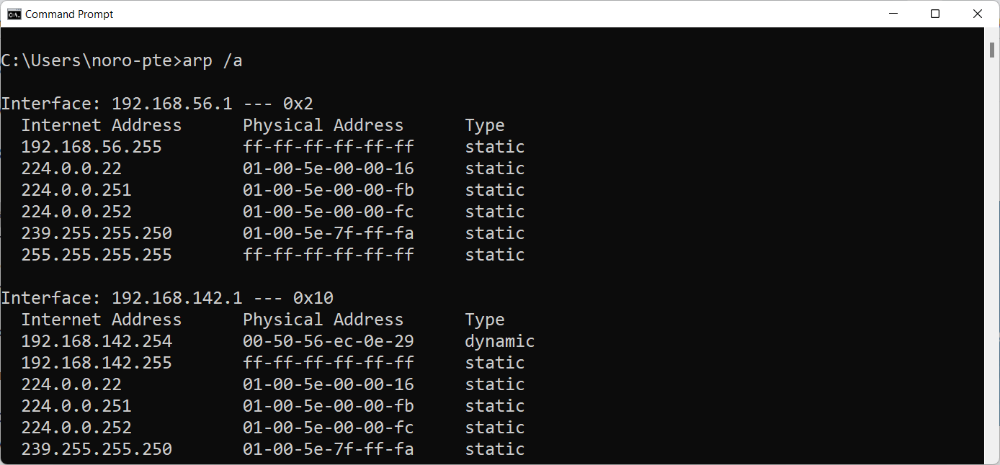 Command Prompt
C:\Users\noro-pte>arp /a
Interface: 192.168.56.1 --- 0x2
Internet Address Physical Address Type
192.168.56.255 ff-ff-ff-ff-ff-ff static
224.0.0.22 01-00-5e-00-00-16 static
224.0.0.251 01-00-5e-00-00-fb static
224.0.0.252 01-00-5e-00-00-fc static
239.255.255.250 01-00-5e-7f-ff-fa static
255.255.255.255 ff-ff-ff-ff-ff-ff static
Interface: 192.168.142.1 --- 0x10
Internet Address Physical Address Type
192.168.142.254 00-50-56-ec-0e-29 dynamic
192.168.142.255 ff-ff-ff-ff-ff-ff static
224.0.0.22 01-00-5e-00-00-16 static
224.0.0.251 01-00-5e-00-00-fb static
224.0.0.252 01-00-5e-00-00-fc static
239.255.255.250 01-00-5e-7f-ff-fa static